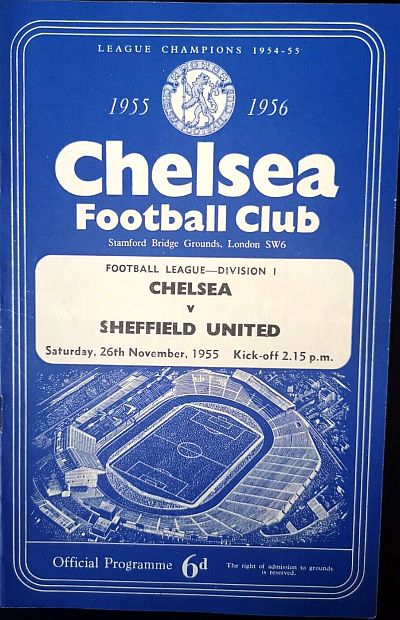 LEAGUE CHAMPIONS 1954-55
1955 1956
Chelsea
Football Club
Stamford Bridge Grounds, London SW6
FOOTBALL LEAGUE—DIVISION I
CHELSEA
v
SHEFFIELD UNITED
Saturday, 26th November, 1955 Kick-off 2.15 p.m.
Official Programme 6d
The right of admission to grounds
is reserved.